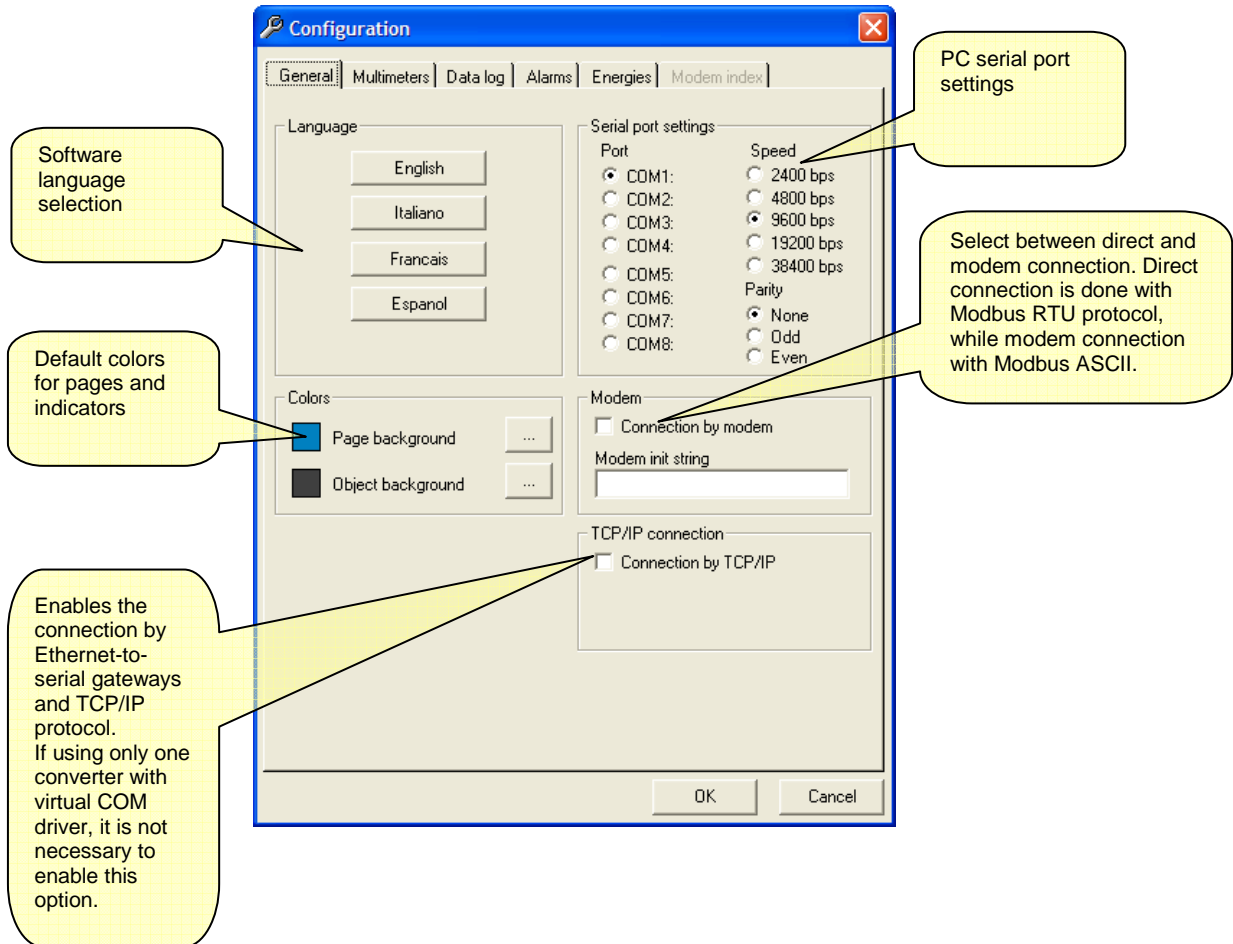 Configuration
General Multimeters Data log Alarms Energies Modem index
Language
English
Italiano
Francais
Espanol
Serial port settings
Port
COM1:
COM2:
COM3:
COM4:
COM5:
COM6:
COM7:
COM8:
Speed
2400 bps
4800 bps
9600 bps
19200 bps
38400 bps
Parity
None
Odd
Even
Colors
Page background ...
Object background ...
Modem
Connection by modem
Modem init string
TCP/IP connection
Connection by TCP/IP
OK Cancel
Software
language
selection
Default colors
for pages and
indicators
Enables the
connection by
Ethernet-to-
serial gateways
and TCP/IP
protocol.
If using only one
converter with
virtual COM
driver, it is not
necessary to
enable this
option.
PC serial port
settings
Select between direct and
modem connection. Direct
connection is done with
Modbus RTU protocol,
while modem connection
with Modbus ASCII.